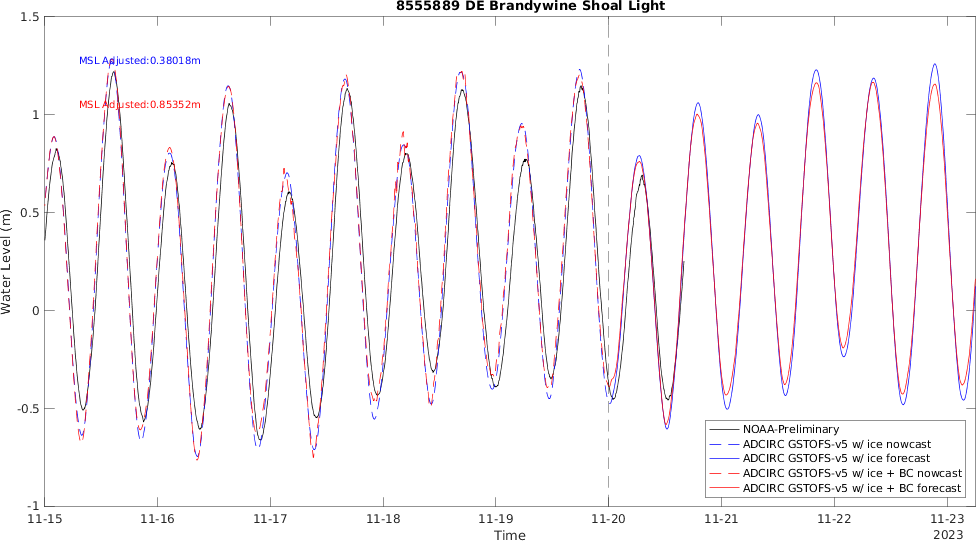 8555889 DE Brandywine Shoal Light
MSL Adjusted:0.38018m
MSL Adjusted:0.85352m
1.5
1
0.5
0
-0.5
-1
Water Level (m)
11-15 11-16 11-17 11-18 11-19 11-20 11-21 11-22 11-23
2023
Time
NOAA-Preliminary
ADCIRC GSTOFS-v5 w/ ice nowcast
ADCIRC GSTOFS-v5 w/ ice forecast
ADCIRC GSTOFS-v5 w/ ice + BC nowcast
ADCIRC GSTOFS-v5 w/ ice + BC forecast